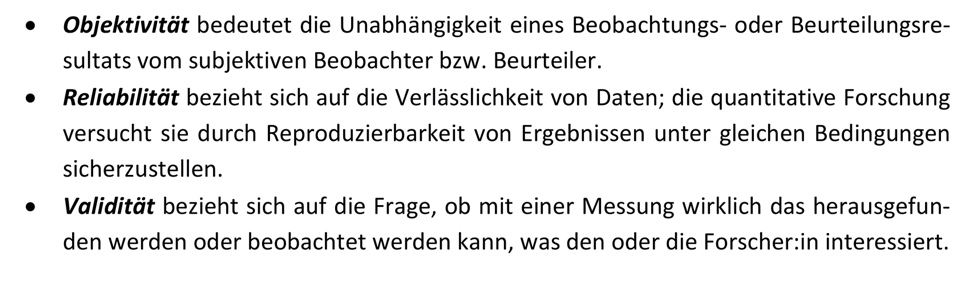 • Objektivität bedeutet die Unabhängigkeit eines Beobachtungs- oder Beurteilungsre-
sultats vom subjektiven Beobachter bzw. Beurteiler.
• Reliabilität bezieht sich auf die Verlässlichkeit von Daten; die quantitative Forschung
versucht sie durch Reproduzierbarkeit von Ergebnissen unter gleichen Bedingungen
sicherzustellen.
• Validität bezieht sich auf die Frage, ob mit einer Messung wirklich das herausgefun-
den werden oder beobachtet werden kann, was den oder die Forscher:in interessiert.